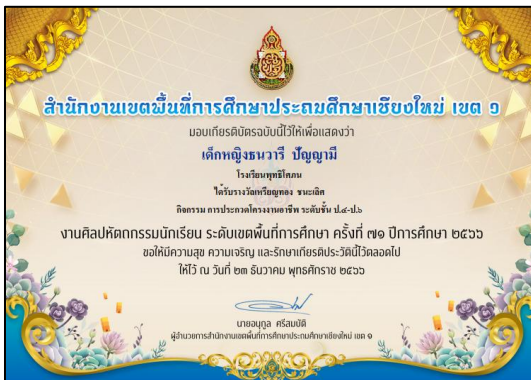 สำนักงานเขตพื้นที่การศึกษาประถมศึกษาเชียงใหม่ เขต ๑
มอบเกียรติบัตรฉบับนี้ไว้ให้เพื่อแสดงว่า
เด็กหญิงธนวารี ปัญญามี
โรงเรียนพุทธิโศภน
ได้รับรางวัลเหรียญทอง ชนะเลิศ
กิจกรรม การประกวดโครงงานอาชีพ ระดับชั้น ป.๔-ป.๖
งานศิลปหัตถกรรมนักเรียน ระดับเขตพื้นที่การศึกษา ครั้งที่ ๗๑ ปีการศึกษา ๒๕๖๖
ขอให้มีความสุข ความเจริญ และรักษาเกียรติประวัตินี้ไว้ตลอดไป
ให้ไว้ ณ วันที่ ๒๓ ธันวาคม พุทธศักราช ๒๕๖๖
นายอนุกูล ศรีสมบัติ
ผู้อำนวยการสำนักงานเขตพื้นที่การศึกษาประถมศึกษาเชียงใหม่ เขต ๑